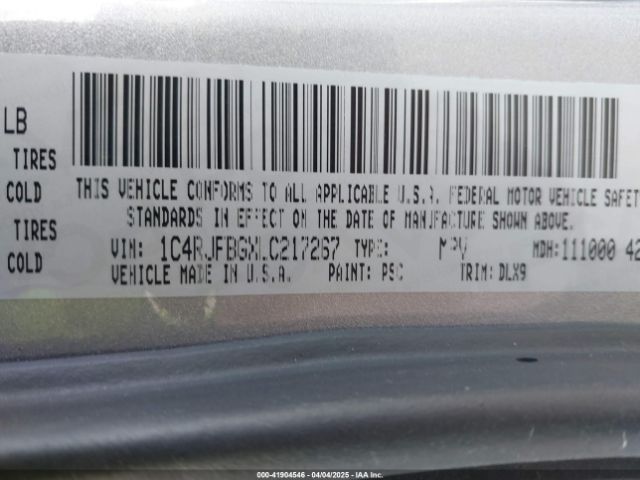 LB
TIRES
COLD
TIRES
COLD
THIS VEHICLE CONFORMS TO ALL APPLICABLE U.S.A. FEDERAL MOTOR VEHICLE SAFET
STANDARDS IN EFFECT ON THE DATE OF MANUFACTURE SHOWN ABOVE.
VIN: 1C4RJFBGXLC217267 TYPE: MPV MDH:111000 42
VEHICLE MADE IN U.S.A. PAINT: PSC TRIM: DLX9
000-41904546 - 04/04/2025 - IAA Inc.